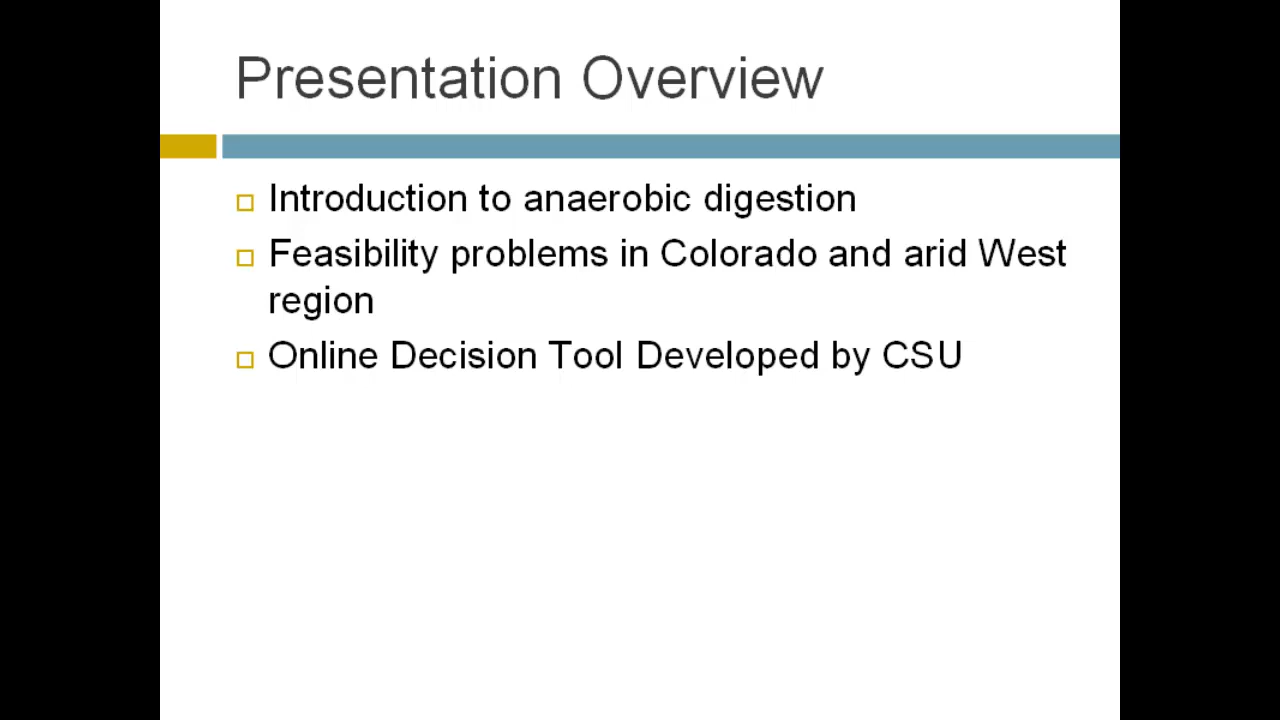 Presentation Overview
Introduction to anaerobic digestion
Feasibility problems in Colorado and arid West
region
Online Decision Tool Developed by CSU